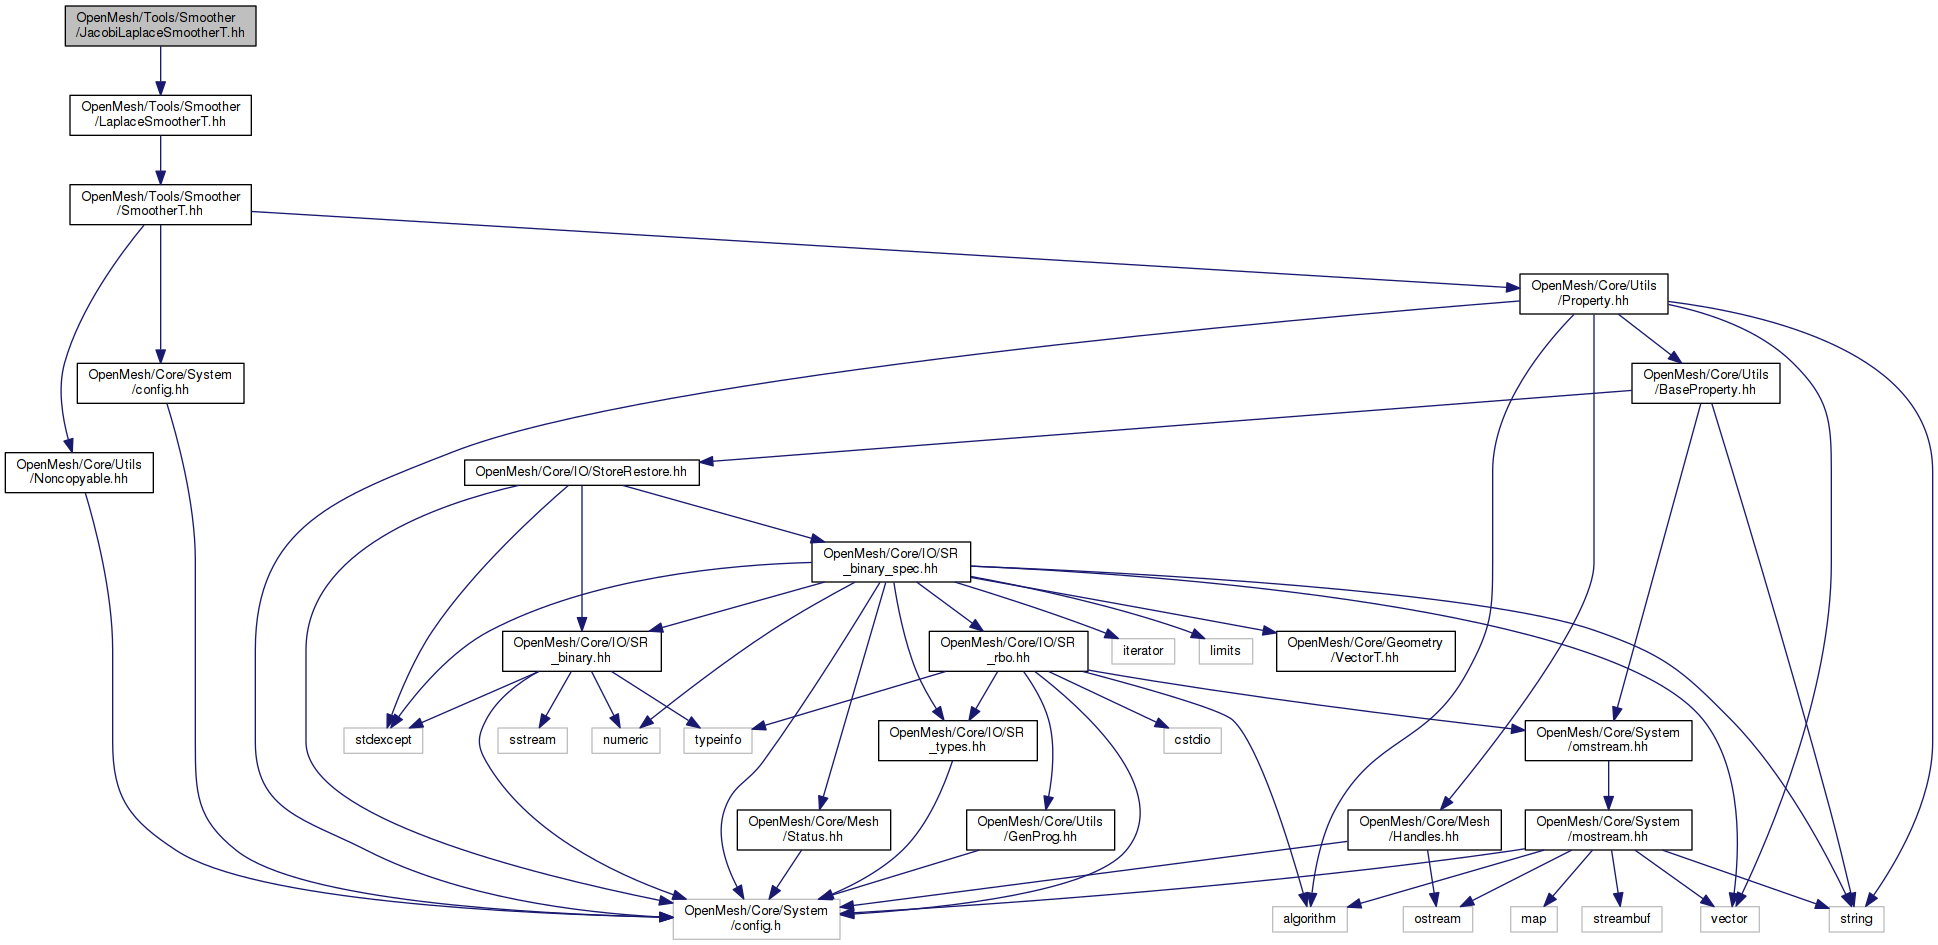 OpenMesh/Tools/Smoother
/JacobiLaplaceSmootherT.hh
OpenMesh/Tools/Smoother
/LaplaceSmootherT.hh
OpenMesh/Tools/Smoother
/SmootherT.hh
OpenMesh/Core/Utils
/Property.hh
OpenMesh/Core/System
/config.hh
OpenMesh/Core/Utils
/BaseProperty.hh
OpenMesh/Core/Utils
/Noncopyable.hh
OpenMesh/Core/IO/StoreRestore.hh
OpenMesh/Core/IO/SR
_binary_spec.hh
OpenMesh/Core/IO/SR
_binary.hh
OpenMesh/Core/IO/SR
_rbo.hh
iterator
limits
OpenMesh/Core/Geometry
/VectorT.hh
stdexcept
sstream
numeric
typeinfo
OpenMesh/Core/IO/SR
_types.hh
cstdio
OpenMesh/Core/System
/omstream.hh
OpenMesh/Core/Mesh
/Status.hh
OpenMesh/Core/Utils
/GenProg.hh
OpenMesh/Core/Mesh
/Handles.hh
OpenMesh/Core/System
/mostream.hh
OpenMesh/Core/System
/config.h
algorithm
ostream
map
streambuf
vector
string